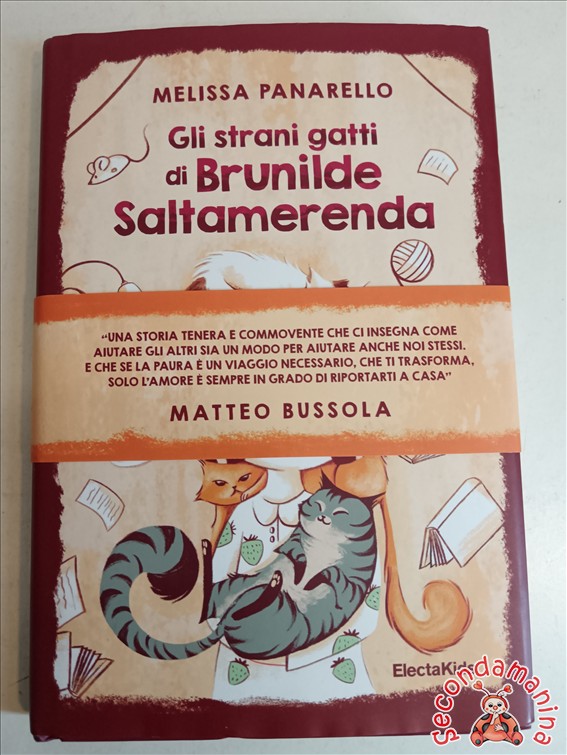 MELISSA PANARELLO
Gli strani gatti
di Brunilde
Saltamerenda
“UNA STORIA TENERA E COMMOVENTE CHE CI INSEGNA COME
AIUTARE GLI ALTRI SIA UN MODO PER AIUTARE ANCHE NOI STESSI.
E CHE SE LA PAURA È UN VIAGGIO NECESSARIO, CHE TI TRASFORMA,
SOLO L’AMORE È SEMPRE IN GRADO DI RIPORTARTI A CASA”
MATTEO BUSSOLA
ElectaKids
secondamanina